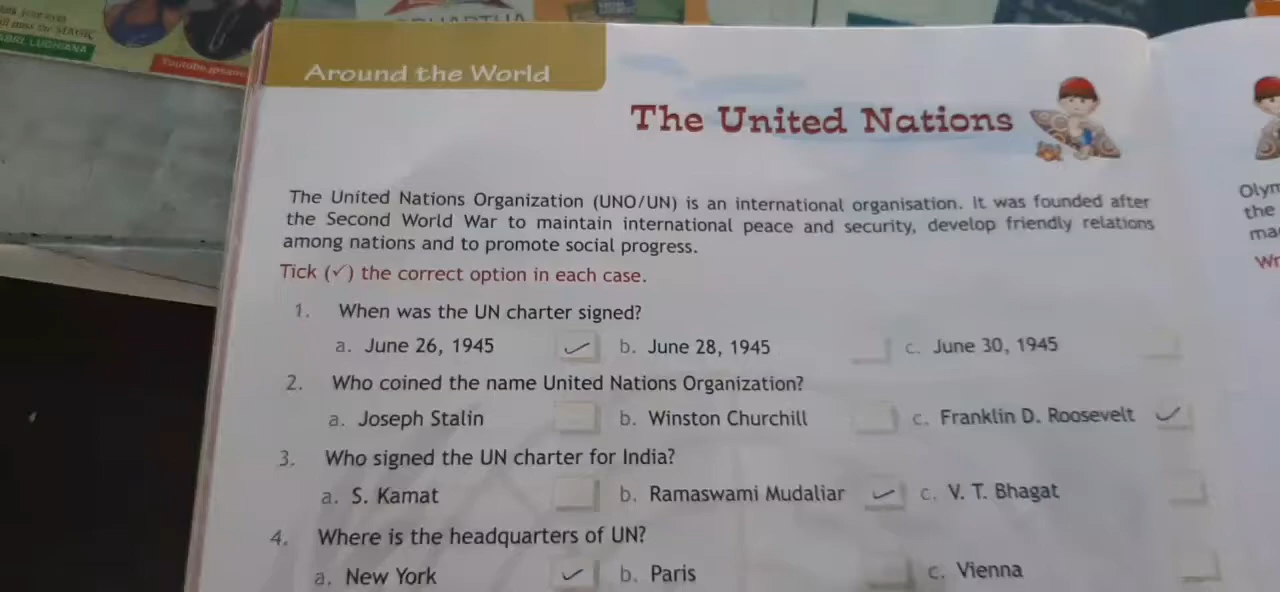 LUDHIANA
Around the World
The United Nations
The United Nations Organization (UNO/UN) is an international organisation. It was founded after
the Second World War to maintain international peace and security, develop friendly relations
among nations and to promote social progress.
Tick (✓) the correct option in each case.
1. When was the UN charter signed?
a. June 26, 1945 ✓ b. June 28, 1945 c. June 30, 1945
2. Who coined the name United Nations Organization?
a. Joseph Stalin b. Winston Churchill c. Franklin D. Roosevelt ✓
3. Who signed the UN charter for India?
a. S. Kamat b. Ramaswami Mudaliar ✓ c. V. T. Bhagat
4. Where is the headquarters of UN?
a. New York ✓ b. Paris c. Vienna
the